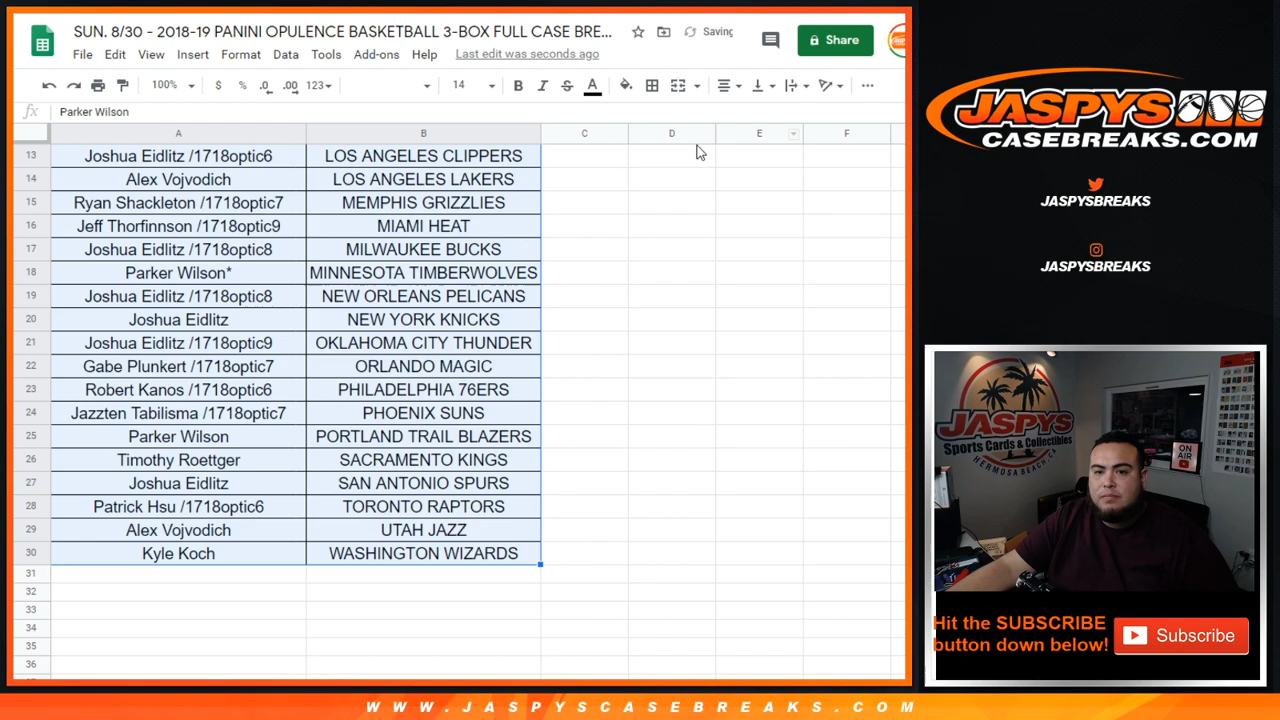 SUN. 8/30 - 2018-19 PANINI OPULENCE BASKETBALL 3-BOX FULL CASE BRE...
Saving
Share
File Edit View Insert Format Data Tools Add-ons Help Last edit was seconds ago
100% $ % .0 .00 123 14 B I S A
fx Parker Wilson
A B C D E F
13 Joshua Eidlitz /1718optic6 LOS ANGELES CLIPPERS
14 Alex Vojvodich LOS ANGELES LAKERS
15 Ryan Shackleton /1718optic7 MEMPHIS GRIZZLIES
16 Jeff Thorfinnson /1718optic9 MIAMI HEAT
17 Joshua Eidlitz /1718optic8 MILWAUKEE BUCKS
18 Parker Wilson* MINNESOTA TIMBERWOLVES
19 Joshua Eidlitz /1718optic8 NEW ORLEANS PELICANS
20 Joshua Eidlitz NEW YORK KNICKS
21 Joshua Eidlitz /1718optic9 OKLAHOMA CITY THUNDER
22 Gabe Plunkert /1718optic7 ORLANDO MAGIC
23 Robert Kanos /1718optic6 PHILADELPHIA 76ERS
24 Jazzten Tabilisma /1718optic7 PHOENIX SUNS
25 Parker Wilson PORTLAND TRAIL BLAZERS
26 Timothy Roettger SACRAMENTO KINGS
27 Joshua Eidlitz SAN ANTONIO SPURS
28 Patrick Hsu /1718optic6 TORONTO RAPTORS
29 Alex Vojvodich UTAH JAZZ
30 Kyle Koch WASHINGTON WIZARDS
31
32
33
34
35
36
JASPYS
CASEBREAKS.COM
JASPYSBREAKS
JASPYSBREAKS
JASPYS
Sports Cards & Collectibles
HERMOSA BEACH, CA
ON AIR
Hit the SUBSCRIBE
button down below!
Subscribe
WWW.JASPYSCASEBREAKS.COM